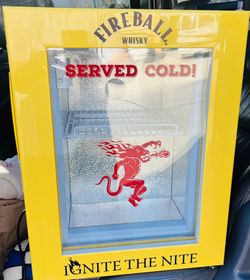 FIREBALL
WHISKY
SERVED COLD!
IGNITE THE NITE